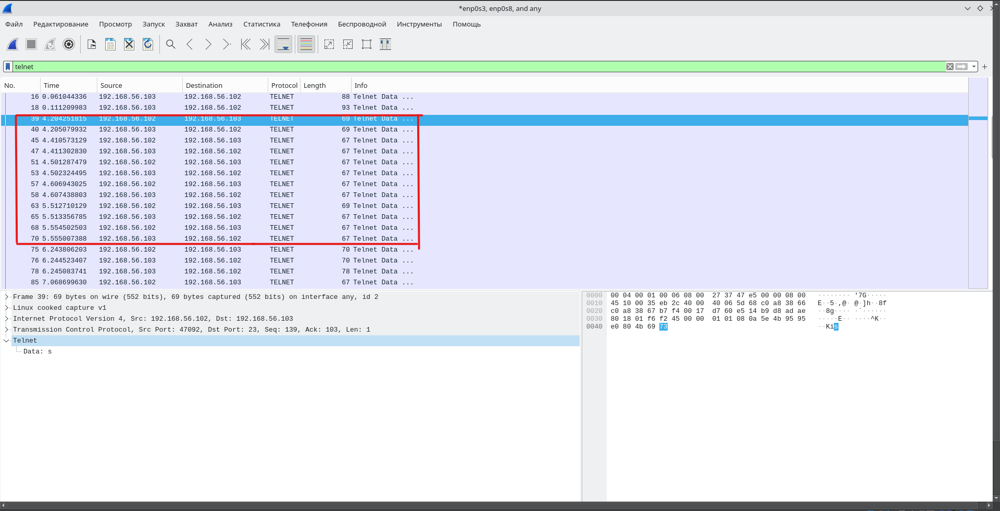 *enp0s3, enp0s8, and any
Файл Редактирование Просмотр Запуск Захват Анализ Статистика Телефония Беспроводной Инструменты Помощь
telnet
No. Time Source Destination Protocol Length Info
16 0.061044336 192.168.56.103 192.168.56.102 TELNET 88 Telnet Data ...
18 0.111209983 192.168.56.103 192.168.56.102 TELNET 93 Telnet Data ...
39 4.204251815 192.168.56.102 192.168.56.103 TELNET 69 Telnet Data ...
40 4.205079932 192.168.56.103 192.168.56.102 TELNET 69 Telnet Data ...
45 4.410573129 192.168.56.102 192.168.56.103 TELNET 67 Telnet Data ...
47 4.411302830 192.168.56.103 192.168.56.102 TELNET 67 Telnet Data ...
51 4.501287479 192.168.56.102 192.168.56.103 TELNET 67 Telnet Data ...
53 4.502324495 192.168.56.103 192.168.56.102 TELNET 67 Telnet Data ...
57 4.606943025 192.168.56.102 192.168.56.103 TELNET 67 Telnet Data ...
58 4.607438803 192.168.56.103 192.168.56.102 TELNET 67 Telnet Data ...
63 5.512710129 192.168.56.102 192.168.56.103 TELNET 69 Telnet Data ...
65 5.513356785 192.168.56.103 192.168.56.102 TELNET 67 Telnet Data ...
68 5.554502503 192.168.56.102 192.168.56.103 TELNET 67 Telnet Data ...
70 5.555007388 192.168.56.103 192.168.56.102 TELNET 67 Telnet Data ...
75 6.243806203 192.168.56.102 192.168.56.103 TELNET 70 Telnet Data ...
76 6.244523407 192.168.56.103 192.168.56.102 TELNET 70 Telnet Data ...
78 6.245083741 192.168.56.103 192.168.56.102 TELNET 78 Telnet Data ...
85 7.068699630 192.168.56.102 192.168.56.103 TELNET 67 Telnet Data ...
Frame 39: 69 bytes on wire (552 bits), 69 bytes captured (552 bits) on interface any, id 2
Linux cooked capture v1
Internet Protocol Version 4, Src: 192.168.56.102, Dst: 192.168.56.103
Transmission Control Protocol, Src Port: 47092, Dst Port: 23, Seq: 139, Ack: 103, Len: 1
Telnet
Data: s
0000 00 04 00 01 00 06 08 00 27 37 47 e5 00 00 08 00 ········ '7G·····
0010 45 10 00 35 eb 2c 40 00 40 06 5d 68 c0 a8 38 66 E··5·,@· @·]h··8f
0020 c0 a8 38 67 b7 f4 00 17 d7 60 e5 14 b9 d8 ad ae ··8g···· ·`······
0030 80 18 01 f6 f2 45 00 00 01 01 08 0a 5e 4b 95 95 ·····E·· ····^K··
0040 e0 80 4b 69 73 ··Kis